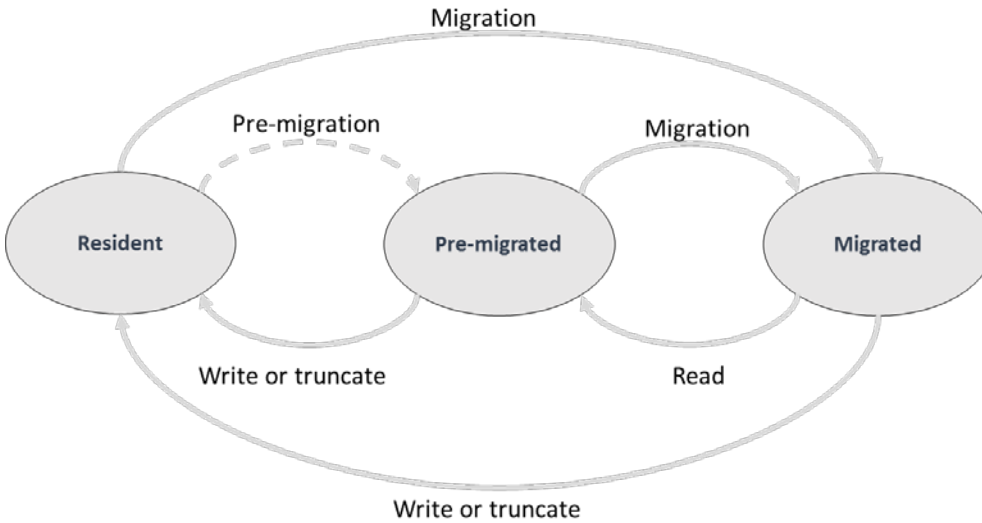 Migration
Pre-migration
Migration
Resident
Pre-migrated
Migrated
Write or truncate
Read
Write or truncate